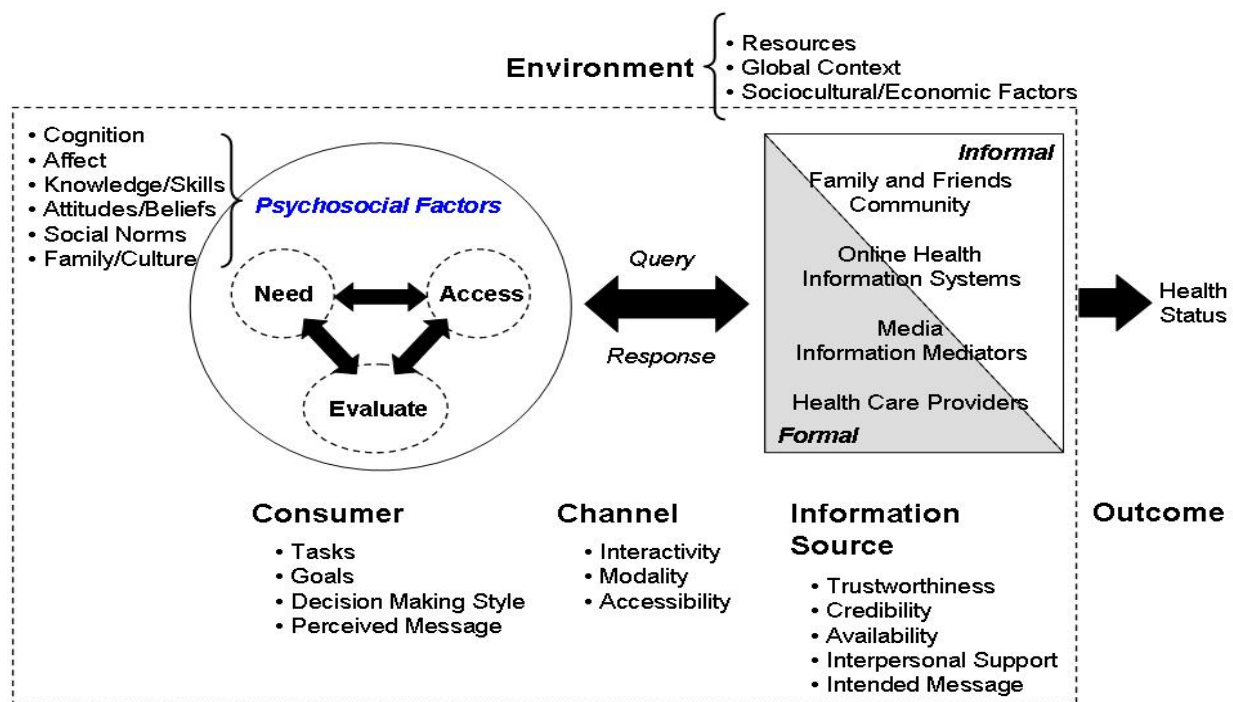 Environment
• Resources
• Global Context
• Sociocultural/Economic Factors
• Cognition
• Affect
• Knowledge/Skills
• Attitudes/Beliefs
• Social Norms
• Family/Culture
Psychosocial Factors
Need
Access
Evaluate
Query
Response
Informal
Family and Friends
Community
Online Health
Information Systems
Media
Information Mediators
Health Care Providers
Formal
Health
Status
Consumer
• Tasks
• Goals
• Decision Making Style
• Perceived Message
Channel
• Interactivity
• Modality
• Accessibility
Information
Source
• Trustworthiness
• Credibility
• Availability
• Interpersonal Support
• Intended Message
Outcome